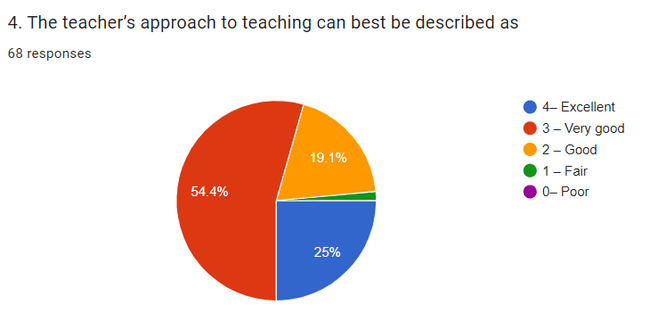 4. The teacher’s approach to teaching can best be described as
68 responses
4– Excellent
3 – Very good
2 – Good
1 – Fair
0– Poor
19.1%
54.4%
25%